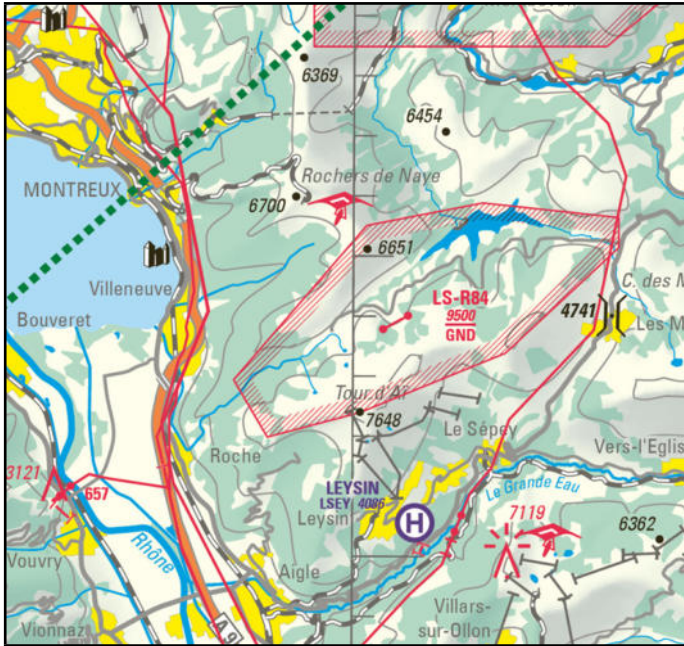 6369
6454
Rochers de Naye
MONTREUX
6700
6651
C. des M
Villeneuve
LS-R84
9500
GND
4741
Les M
Bouveret
Tour d'Aï
7648
Le Sépey
Roche
Vers-l'Eglis
3121
657
LEYSIN
LSEY 4086
Le Grande Eau
Leysin
H
7119
6362
Rhône
Vouvry
Aigle
Villars-
sur-Ollon
Vionnaz
A 9